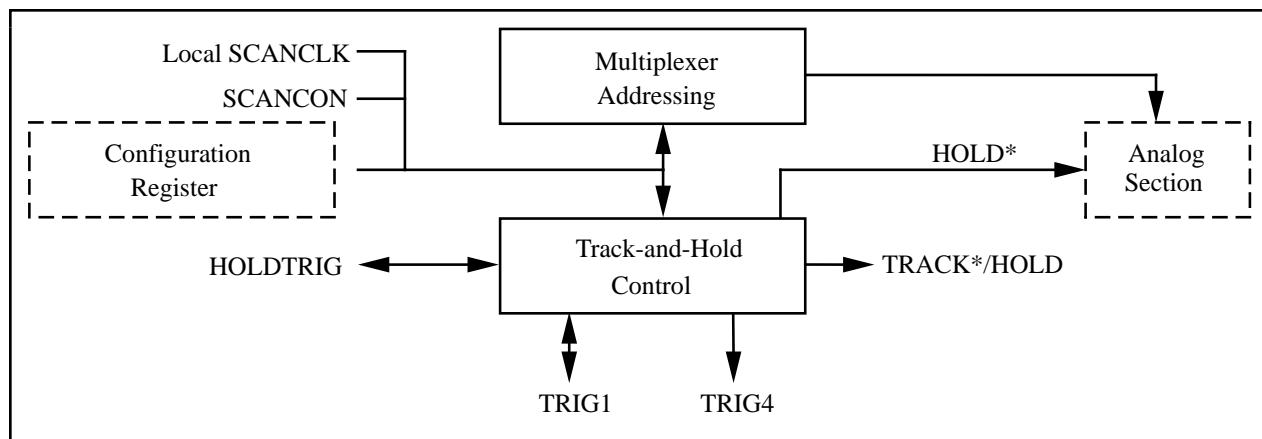 Local SCANCLK
SCANCON
Configuration
Register
Multiplexer
Addressing
HOLD*
Analog
Section
HOLDTRIG
Track-and-Hold
Control
TRACK*/HOLD
TRIG1
TRIG4